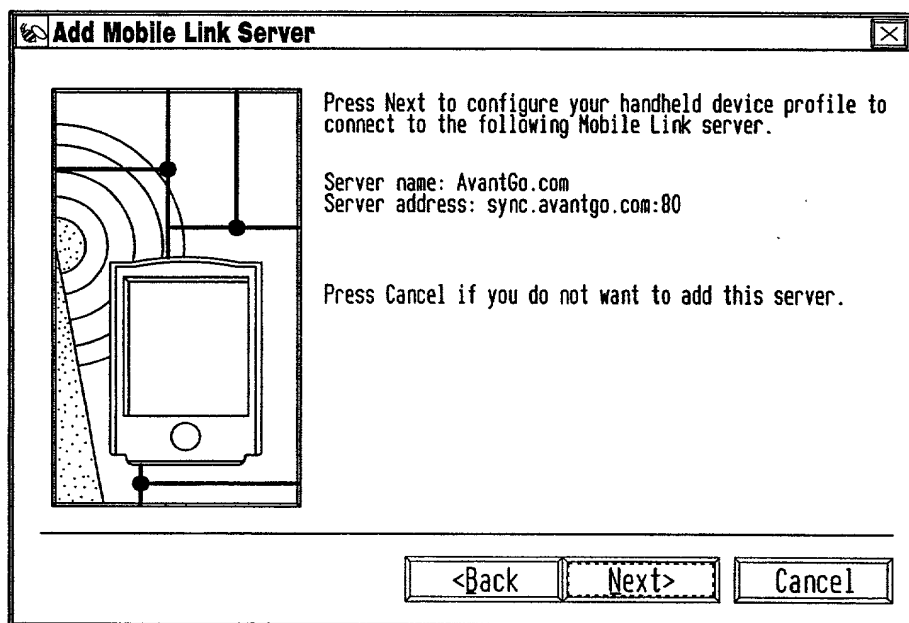 Add Mobile Link Server
Press Next to configure your handheld device profile to
connect to the following Mobile Link server.
Server name: AvantGo.com
Server address: sync.avantgo.com:80
Press Cancel if you do not want to add this server.
<Back Next> Cancel